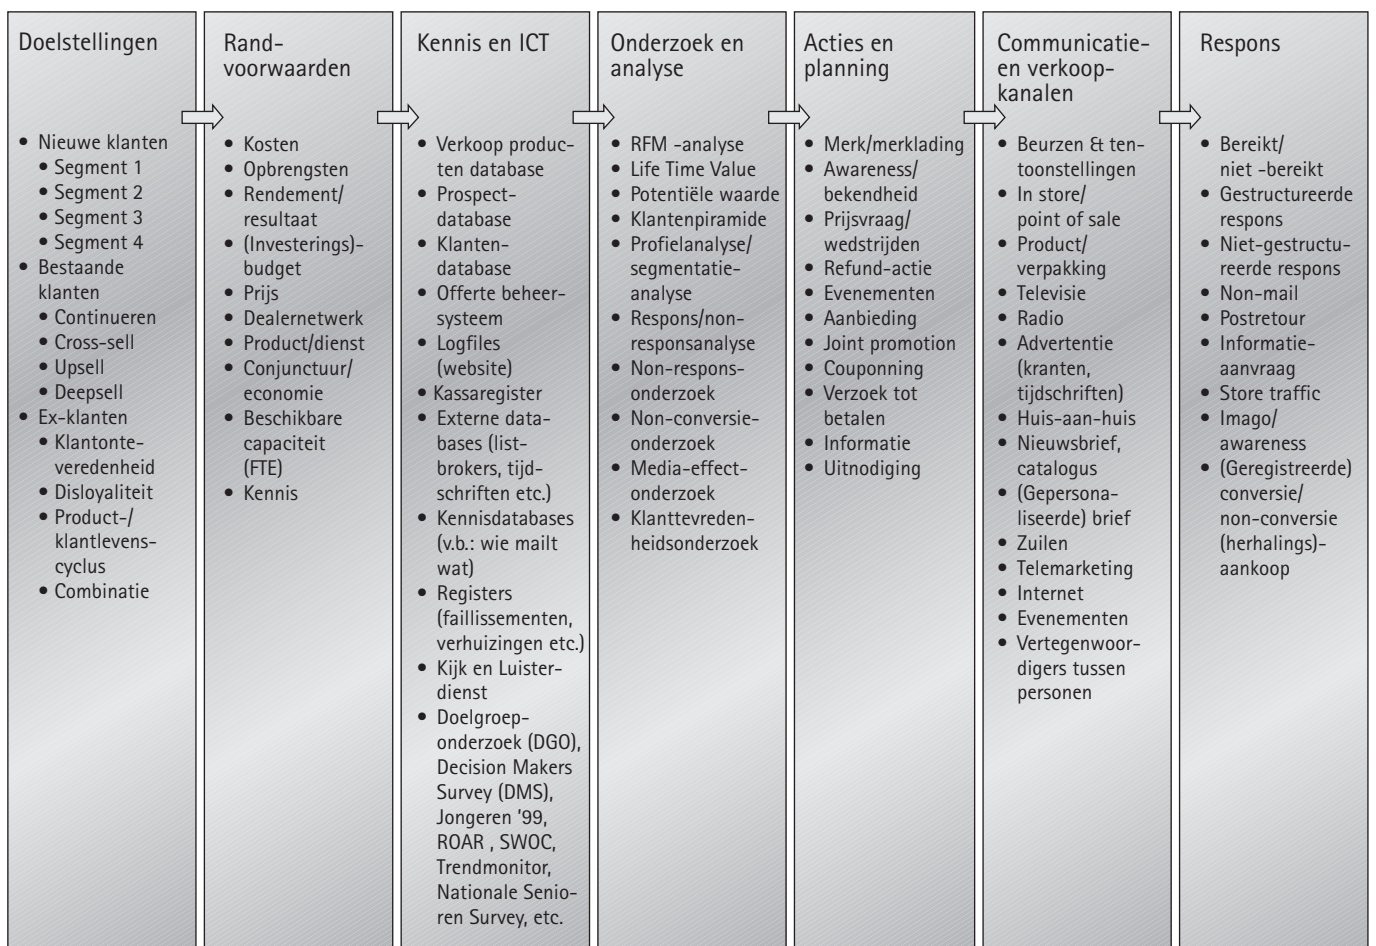 Doelstellingen
• Nieuwe klanten
• Segment 1
• Segment 2
• Segment 3
• Segment 4
• Bestaande
klanten
• Continueren
• Cross-sell
• Upsell
• Deepsell
• Ex-klanten
• Klantonte-
veredenheid
• Disloyaliteit
• Product-/
klantlevens-
cyclus
• Combinatie
Rand-
voorwaarden
• Kosten
• Opbrengsten
• Rendement/
resultaat
• (Investerings)-
budget
• Prijs
• Dealernetwerk
• Product/dienst
• Conjunctuur/
economie
• Beschikbare
capaciteit
(FTE)
• Kennis
Kennis en ICT
• Verkoop produc-
ten database
• Prospect-
database
• Klanten-
database
• Offerte beheer-
systeem
• Logfiles
(website)
• Kassaregister
• Externe data-
bases (list-
brokers, tijd-
schriften etc.)
• Kennisdatabases
(v.b.: wie mailt
wat)
• Registers
(faillissementen,
verhuizingen etc.)
• Kijk en Luister-
dienst
• Doelgroep-
onderzoek (DGO),
Decision Makers
Survey (DMS),
Jongeren '99,
ROAR , SWOC,
Trendmonitor,
Nationale Senio-
ren Survey, etc.
Onderzoek en
analyse
• RFM -analyse
• Life Time Value
• Potentiële waarde
• Klantenpiramide
• Profielanalyse/
segmentatie-
analyse
• Respons/non-
responsanalyse
• Non-respons-
onderzoek
• Non-conversie-
onderzoek
• Media-effect-
onderzoek
• Klanttevreden-
heidsonderzoek
Acties en
planning
• Merk/merklading
• Awareness/
bekendheid
• Prijsvraag/
wedstrijden
• Refund-actie
• Evenementen
• Aanbieding
• Joint promotion
• Couponning
• Verzoek tot
betalen
• Informatie
• Uitnodiging
Communicatie-
en verkoop-
kanalen
• Beurzen & ten-
toonstellingen
• In store/
point of sale
• Product/
verpakking
• Televisie
• Radio
• Advertentie
(kranten,
tijdschriften)
• Huis-aan-huis
• Nieuwsbrief,
catalogus
• (Gepersona-
liseerde) brief
• Zuilen
• Telemarketing
• Internet
• Evenementen
• Vertegenwoor-
digers tussen
personen
Respons
• Bereikt/
niet -bereikt
• Gestructureerde
respons
• Niet-gestructu-
reerde respons
• Non-mail
• Postretour
• Informatie-
aanvraag
• Store traffic
• Imago/
awareness
• (Geregistreerde)
conversie/
non-conversie
(herhalings)-
aankoop